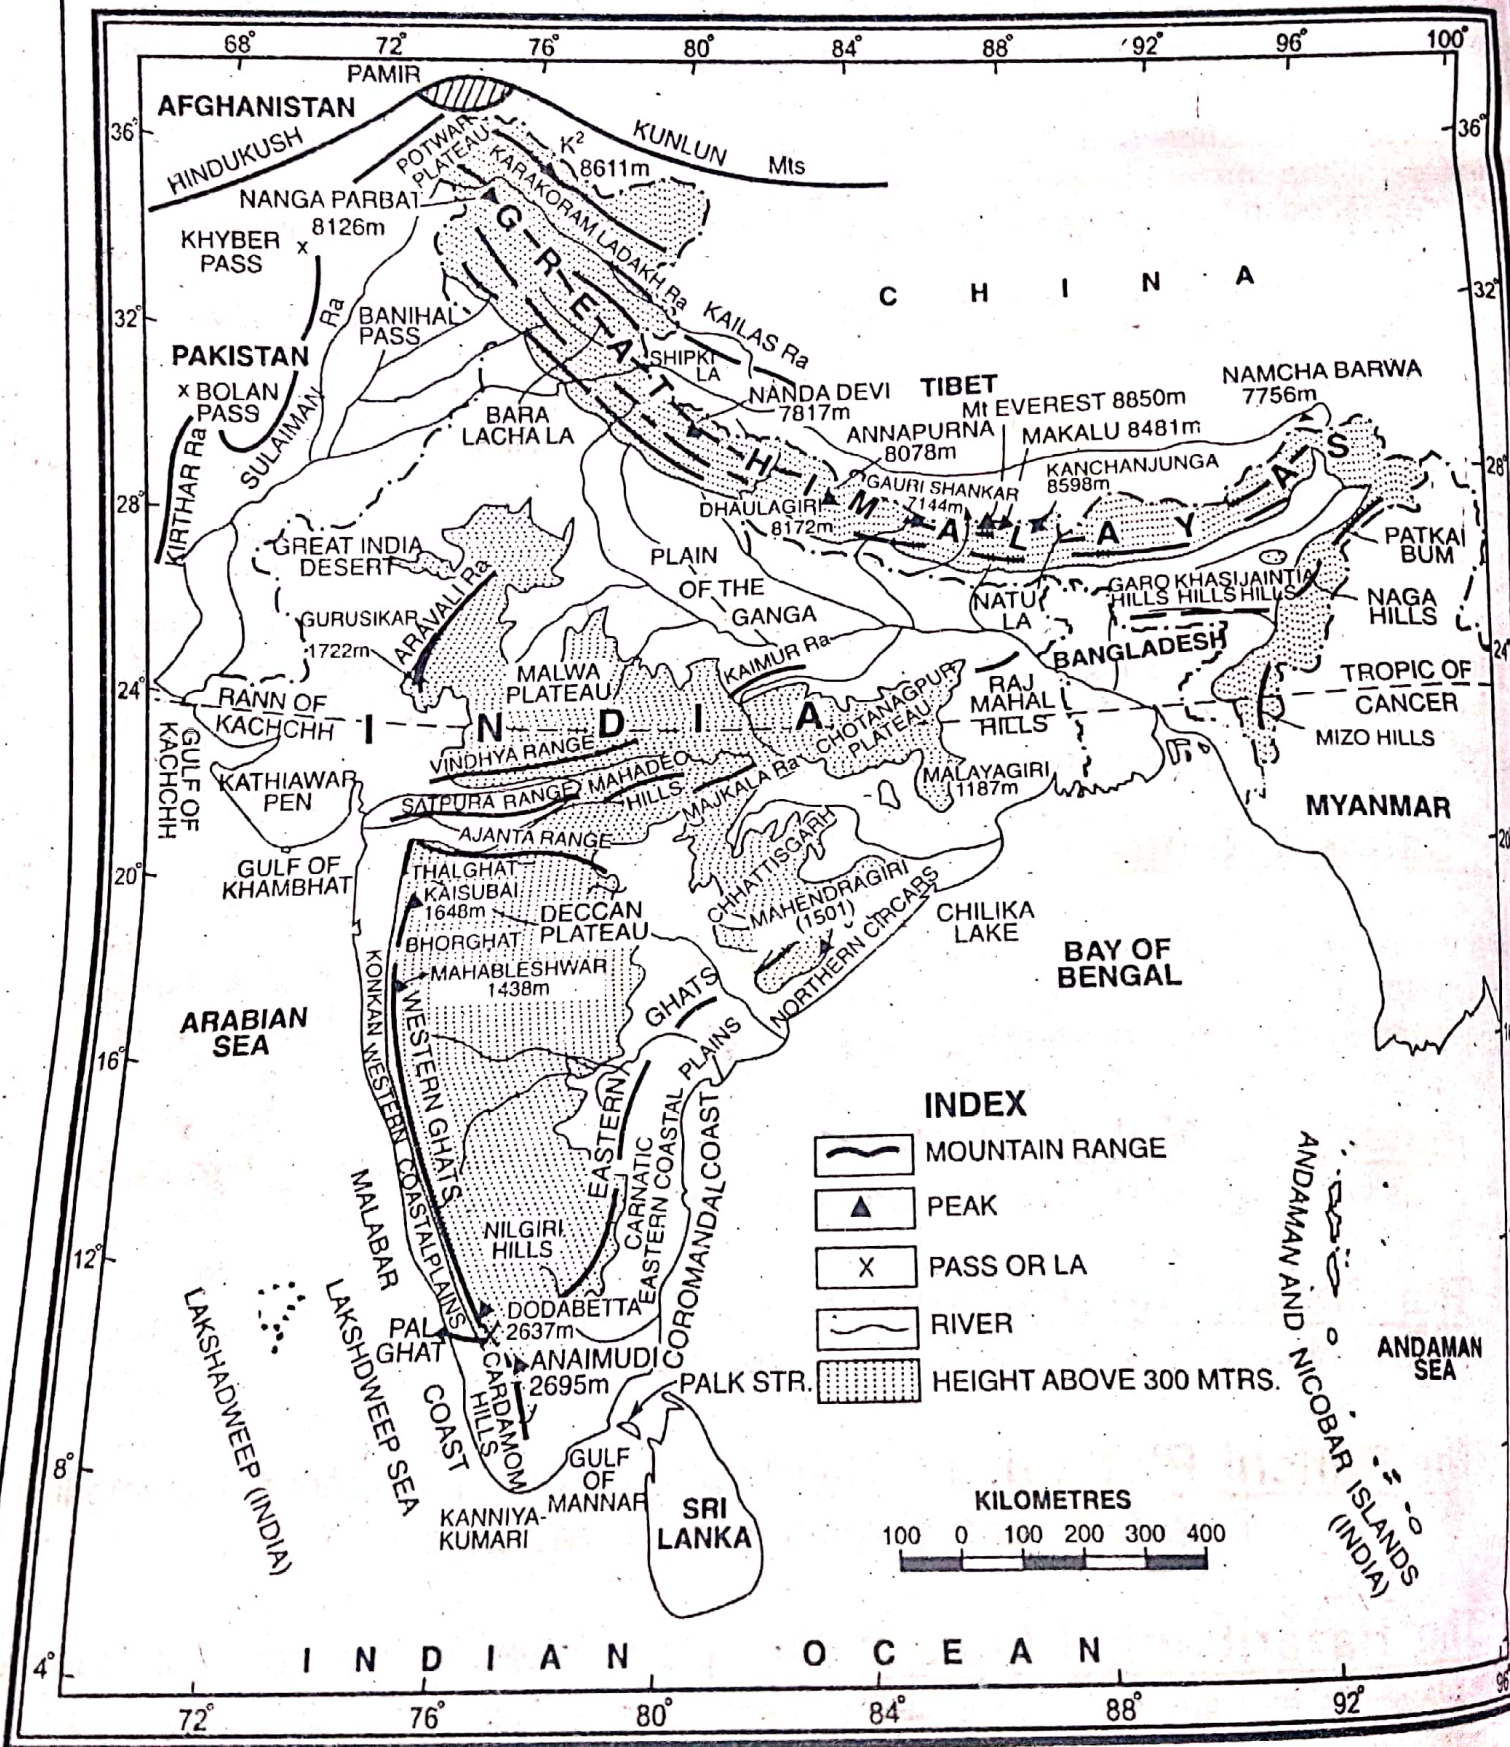 68° 72° 76° 80° 84° 88° 92° 96° 100°
PAMIR
AFGHANISTAN
36°
36°
HINDUKUSH
KUNLUN Mts
POTWAR
PLATEAU
K²
8611m
KARAKORAM
LADAKH Ra
NANGA PARBAT
8126m
KHYBER
PASS
x
GREAT HIMALAYAS
CHINA
32°
32°
Ra
BANIHAL
PASS
KAILAS Ra
PAKISTAN
SHIPKI
LA
x BOLAN
PASS
BARA
LACHA LA
NANDA DEVI
7817m
TIBET
NAMCHA BARWA
7756m
Mt EVEREST 8850m
ANNAPURNA
8078m
MAKALU 8481m
KANCHANJUNGA
8598m
GAURI SHANKAR
7144m
SULAIMAN
KIRTHAR Ra
28°
28°
DHAULAGIRI
8172m
GREAT INDIA
DESERT
PLAIN
OF THE
GANGA
PATKAI
BUM
GARO KHASI JAINTIA
HILLS HILLS HILLS
NATU
LA
NAGA
HILLS
GURUSIKAR
1722m
ARAVALI Ra
BANGLADESH
MALWA
PLATEAU
KAIMUR Ra
24°
24°
RANN OF
KACHCHH
RAJ
MAHAL
HILLS
TROPIC OF
CANCER
CHOTANAGPUR
PLATEAU
INDIA
GULF OF
KACHCHH
MIZO HILLS
VINDHYA RANGE
KATHIAWAR
PEN
MAHADEO
HILLS
MAJKALA Ra
MALAYAGIRI
1187m
SATPURA RANGE
MYANMAR
AJANTA RANGE
CHHATTISGARH
20°
20
GULF OF
KHAMBHAT
THALGHAT
KAISUBAI
1648m
DECCAN
PLATEAU
MAHENDRAGIRI
(1501)
NORTHERN CIRCARS
CHILIKA
LAKE
BHORGHAT
MAHABLESHWAR
1438m
BAY OF
BENGAL
ARABIAN
SEA
KONKAN WESTERN COASTAL PLAINS
WESTERN GHATS
EASTERN GHATS
16°
CARNATIC
EASTERN COASTAL PLAINS
COROMANDAL COAST
INDEX
MOUNTAIN RANGE
PEAK
X PASS OR LA
RIVER
HEIGHT ABOVE 300 MTRS.
NILGIRI
HILLS
12°
MALABAR
COAST
LAKSHADWEEP (INDIA)
LAKSHDWEEP SEA
DODABETTA
2637m
PAL
GHAT
ANAIMUDI
2695m
CARDAMOM
HILLS
PALK STR.
ANDAMAN AND NICOBAR ISLANDS
(INDIA)
ANDAMAN
SEA
8°
GULF
OF
MANNAR
KANNIYA-
KUMARI
SRI
LANKA
KILOMETRES
100 0 100 200 300 400
INDIAN OCEAN
4°
72° 76° 80° 84° 88° 92° 96